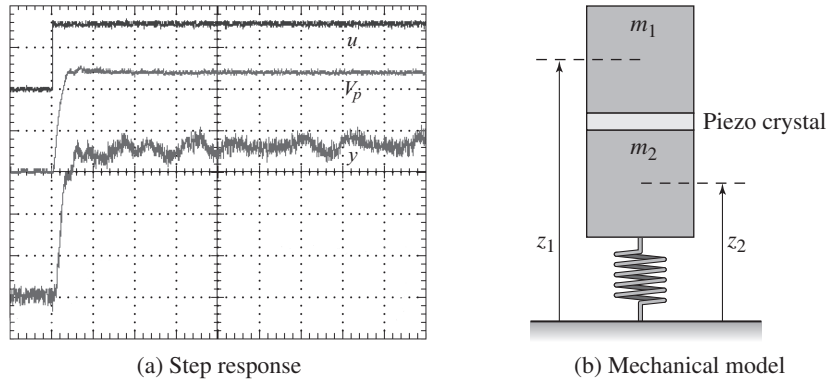 u
V_p
y
(a) Step response
m_1
Piezo crystal
m_2
z_1
z_2
(b) Mechanical model